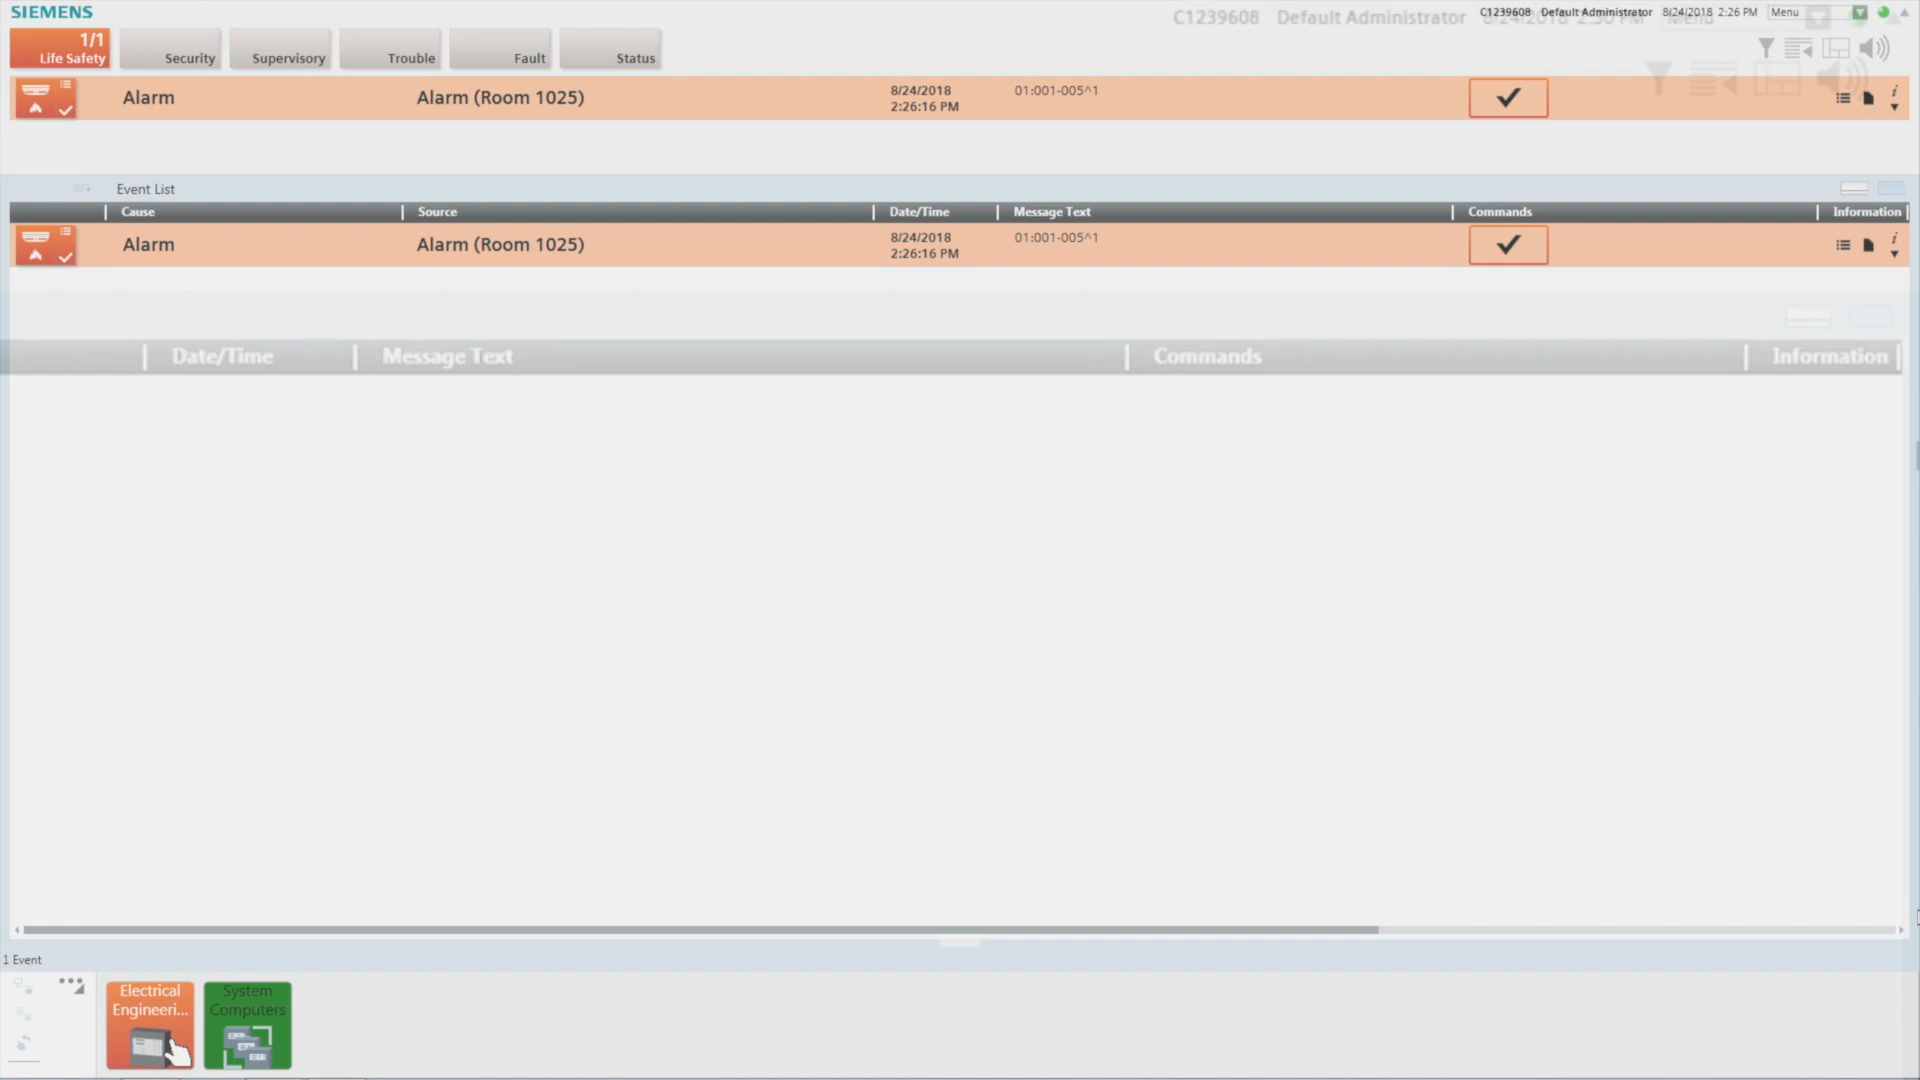 SIEMENS
C1239608 Default Administrator
C1239608 Default Administrator 8/24/2018 2:26 PM Menu
1/1
Life Safety Security Supervisory Trouble Fault Status
Alarm Alarm (Room 1025) 8/24/2018 2:26:16 PM 01:001-005^1
Event List
Cause Source Date/Time Message Text Commands Information
Alarm Alarm (Room 1025) 8/24/2018 2:26:16 PM 01:001-005^1
Date/Time Message Text Commands Information
1 Event
Electrical Engineeri...
System Computers